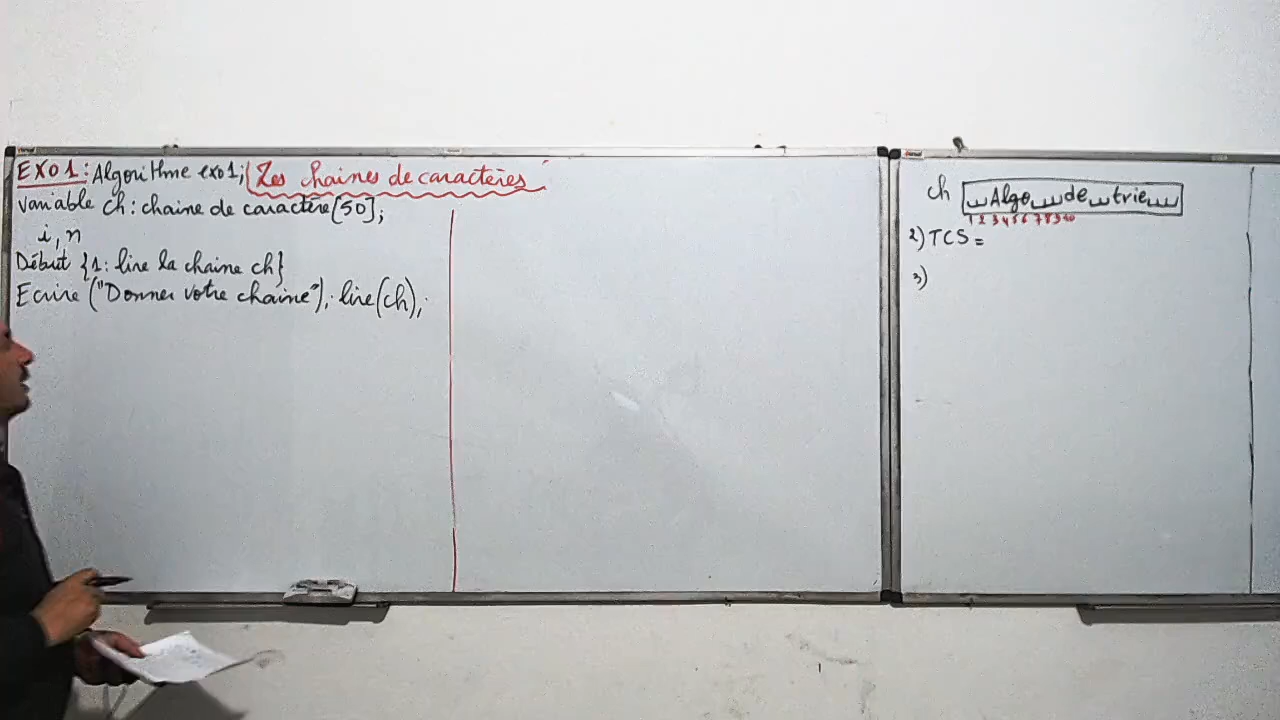 EXO1: Algorithme exo1; Les chaines de caractères
variable ch: chaine de caractère[50];
i, n
Début {1: lire la chaine ch}
Ecrire ("Donner votre chaine"); lire(ch);
ch ␣Algo␣␣de␣trie␣␣
1 2 3 4 5 6 7 8 9 10
2) TCS =
3)